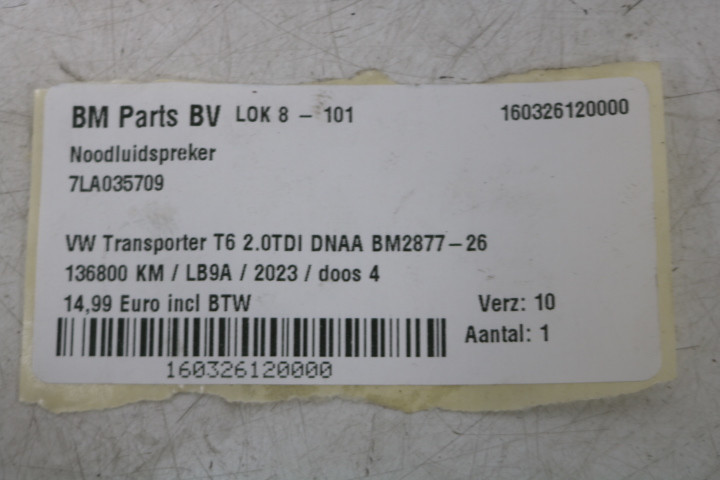 BM Parts BV LOK 8 - 101 160326120000
Noodluidspreker
7LA035709
VW Transporter T6 2.0TDI DNAA BM2877-26
136800 KM / LB9A / 2023 / doos 4
14,99 Euro incl BTW Verz: 10
Aantal: 1
160326120000